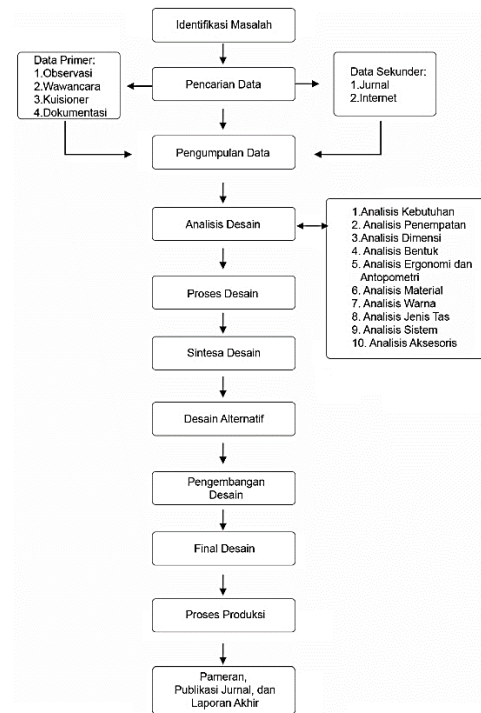 Identifikasi Masalah
Data Primer:
1.Observasi
2.Wawancara
3.Kuisioner
4.Dokumentasi
Pencarian Data
Data Sekunder:
1.Jurnal
2.Internet
Pengumpulan Data
Analisis Desain
1.Analisis Kebutuhan
2. Analisis Penempatan
3.Analisis Dimensi
4. Analisis Bentuk
5. Analisis Ergonomi dan
Antopometri
6. Analisis Material
7. Analisis Warna
8. Analisis Jenis Tas
9. Analisis Sistem
10. Analisis Aksesoris
Proses Desain
Sintesa Desain
Desain Alternatif
Pengembangan
Desain
Final Desain
Proses Produksi
Pameran,
Publikasi Jurnal, dan
Laporan Akhir